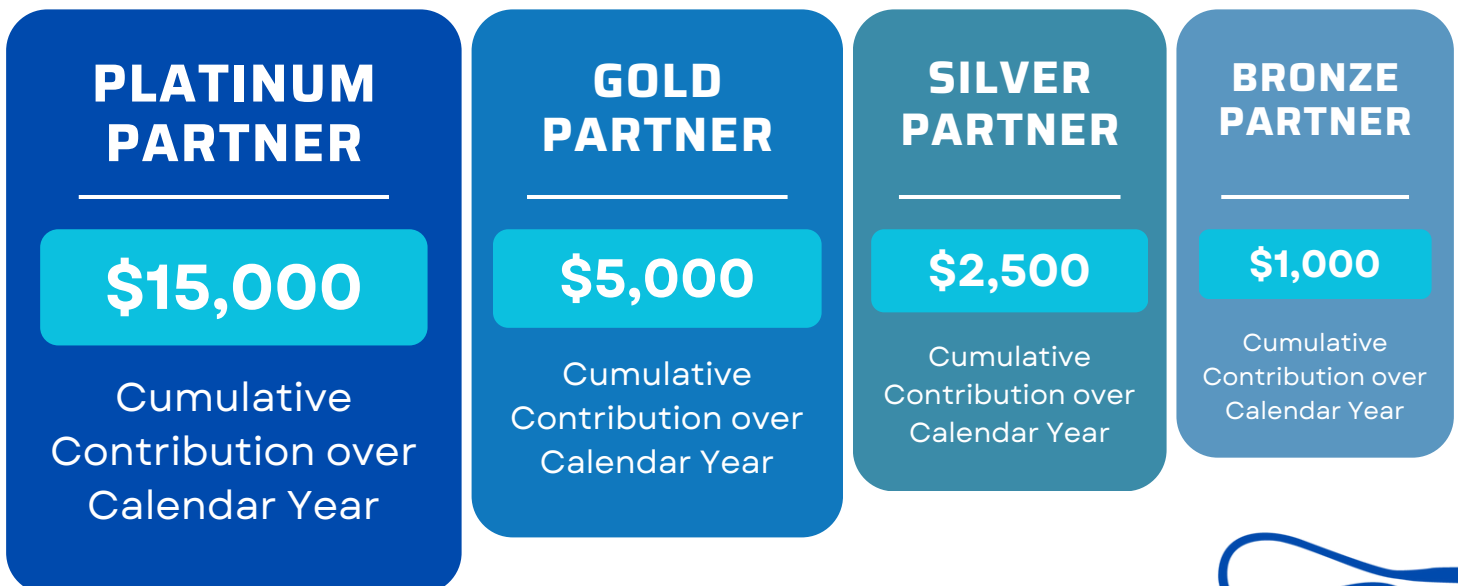 PLATINUM
PARTNER
$15,000
Cumulative
Contribution over
Calendar Year
GOLD
PARTNER
$5,000
Cumulative
Contribution over
Calendar Year
SILVER
PARTNER
$2,500
Cumulative
Contribution over
Calendar Year
BRONZE
PARTNER
$1,000
Cumulative
Contribution over
Calendar Year